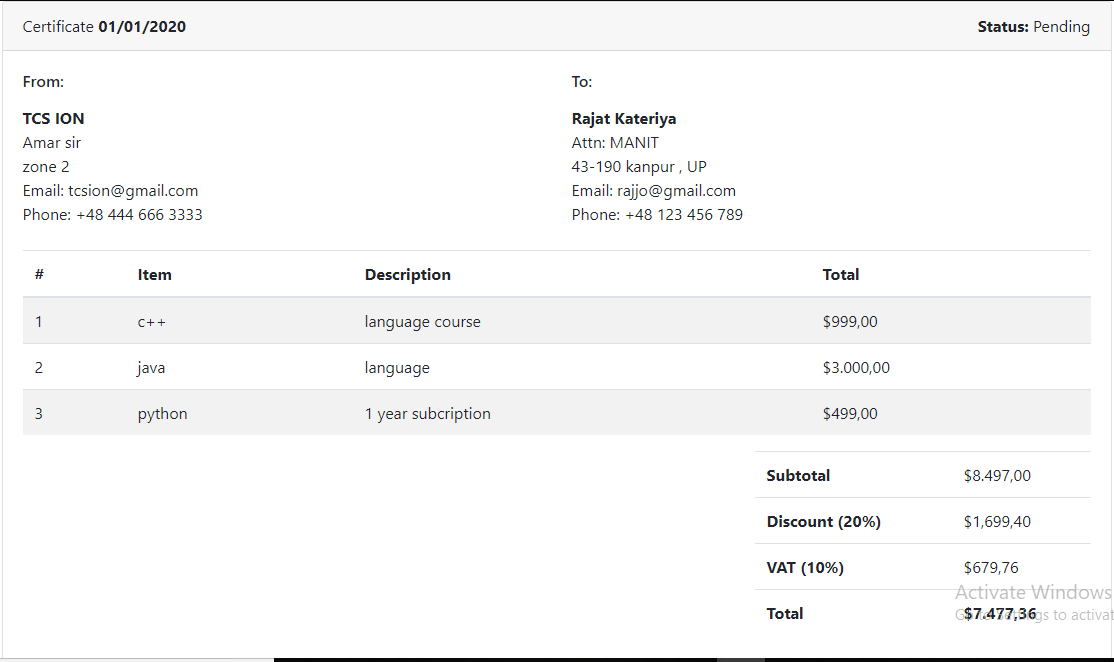 Certificate 01/01/2020 Status: Pending
From: To:
TCS ION Rajat Kateriya
Amar sir Attn: MANIT
zone 2 43-190 kanpur , UP
Email: tcsion@gmail.com Email: rajjo@gmail.com
Phone: +48 444 666 3333 Phone: +48 123 456 789
# Item Description Total
1 c++ language course $999,00
2 java language $3.000,00
3 python 1 year subcription $499,00
Subtotal $8.497,00
Discount (20%) $1,699,40
VAT (10%) $679,76
Activate Windows
Total $7.477,36
to activat